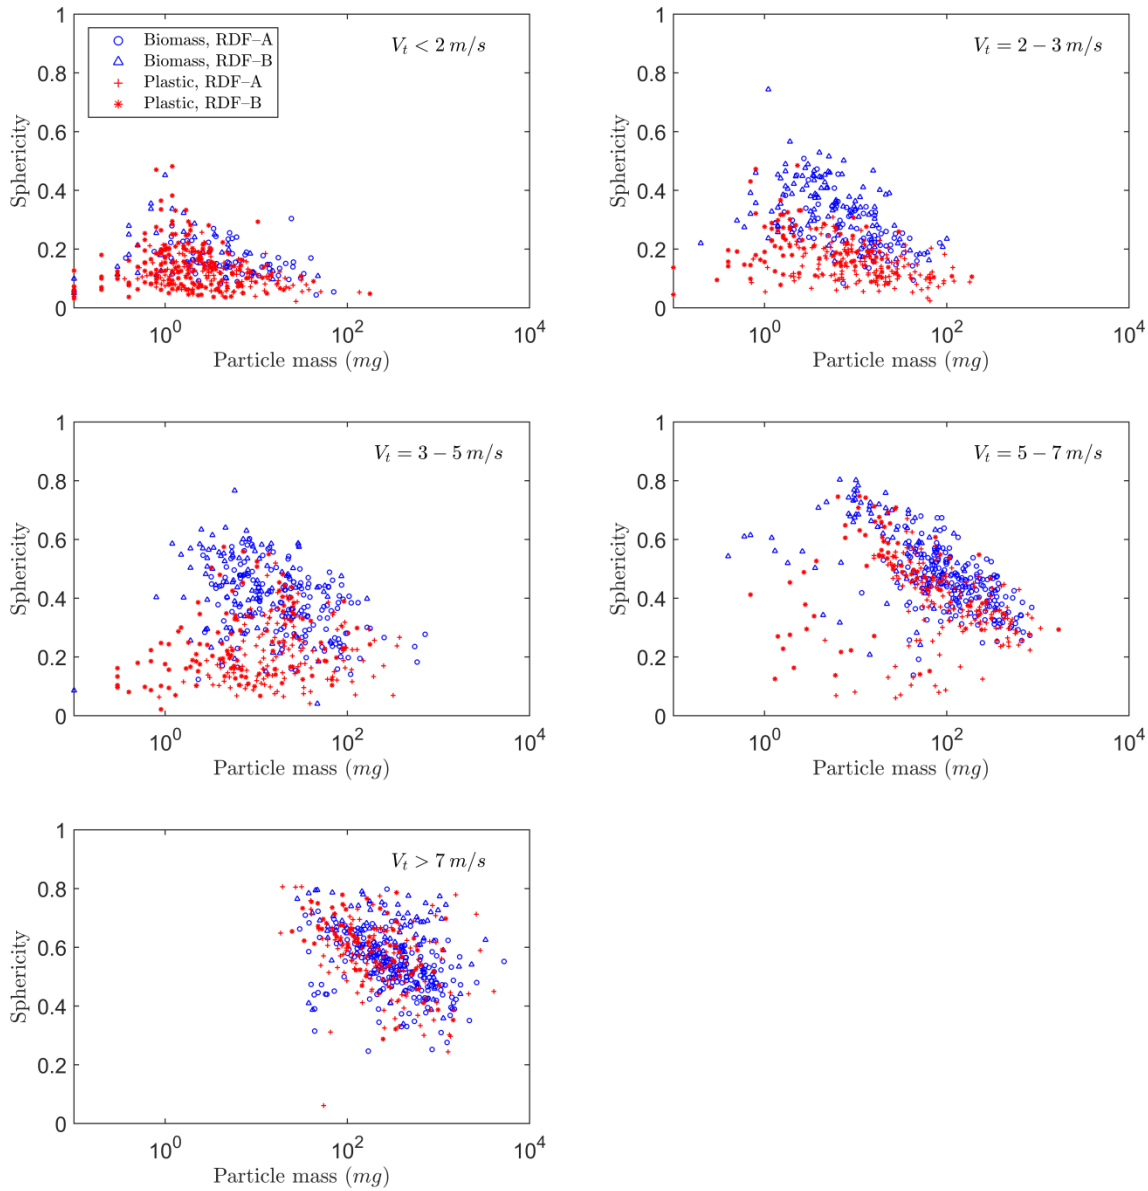 Biomass, RDF–A
Biomass, RDF–B
Plastic, RDF–A
Plastic, RDF–B
V_t < 2 m/s
1
0.8
0.6
0.4
0.2
0
Sphericity
10^0
10^2
10^4
Particle mass (mg)
V_t = 2 − 3 m/s
1
0.8
0.6
0.4
0.2
0
Sphericity
10^0
10^2
10^4
Particle mass (mg)
V_t = 3 − 5 m/s
1
0.8
0.6
0.4
0.2
0
Sphericity
10^0
10^2
10^4
Particle mass (mg)
V_t = 5 − 7 m/s
1
0.8
0.6
0.4
0.2
0
Sphericity
10^0
10^2
10^4
Particle mass (mg)
V_t > 7 m/s
1
0.8
0.6
0.4
0.2
0
Sphericity
10^0
10^2
10^4
Particle mass (mg)